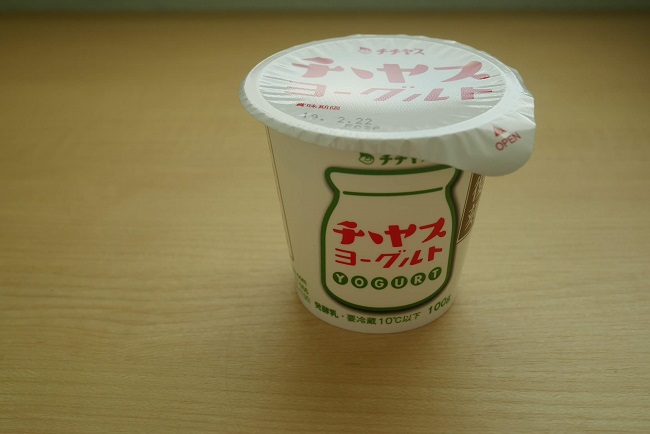 チチヤス
チヽヤス
ヨーグルト
賞味期限
19. 2.22
OPEN
チチヤス
チヽヤス
ヨーグルト
YOGURT
発酵乳・要冷蔵10℃以下 100g